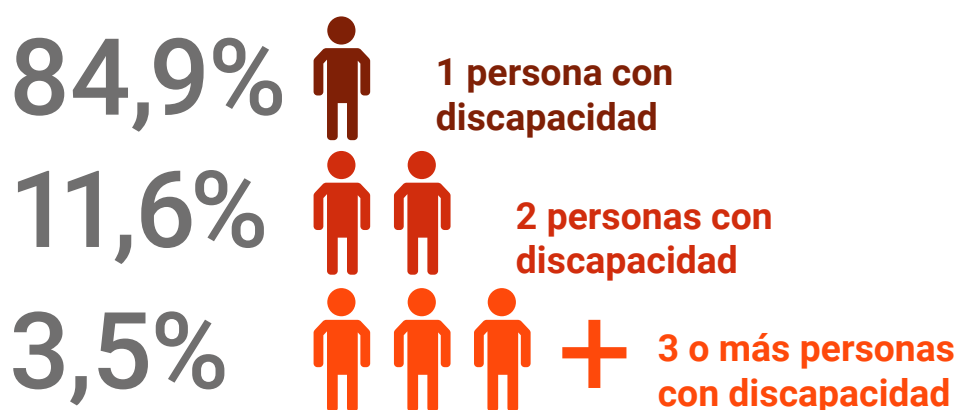 84,9%
1 persona con
discapacidad
11,6%
2 personas con
discapacidad
3,5%
3 o más personas
con discapacidad